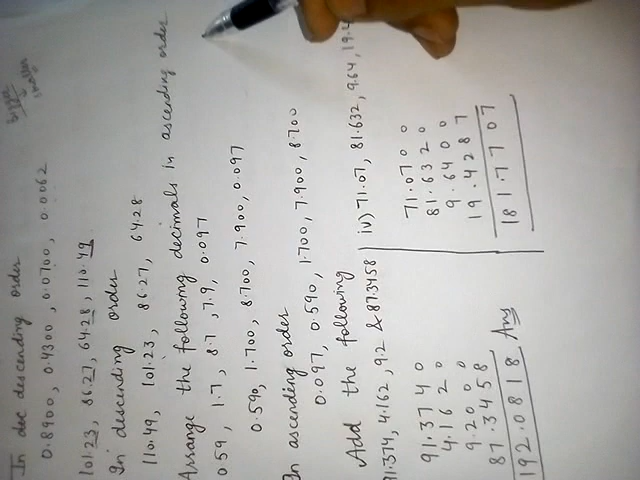 bigger
smaller
In dec descending order
0.8900, 0.4300, 0.0700, 0.0062
101.23, 86.27, 64.28, 110.49
In descending order
110.49, 101.23, 86.27, 64.28
Arrange the following decimals in ascending order
0.59, 1.7, 8.7, 7.9, 0.097
0.590, 1.700, 8.700, 7.900, 0.097
In ascending order
0.097, 0.590, 1.700, 7.900, 8.700
Add the following
91.374, 4.162, 9.2 & 87.3458
91.3740
4.1620
9.2000
87.3458
192.0818 Ans
iv) 71.07, 81.632, 9.64, 19.4
71.0700
81.6320
9.6400
19.4287
181.7707